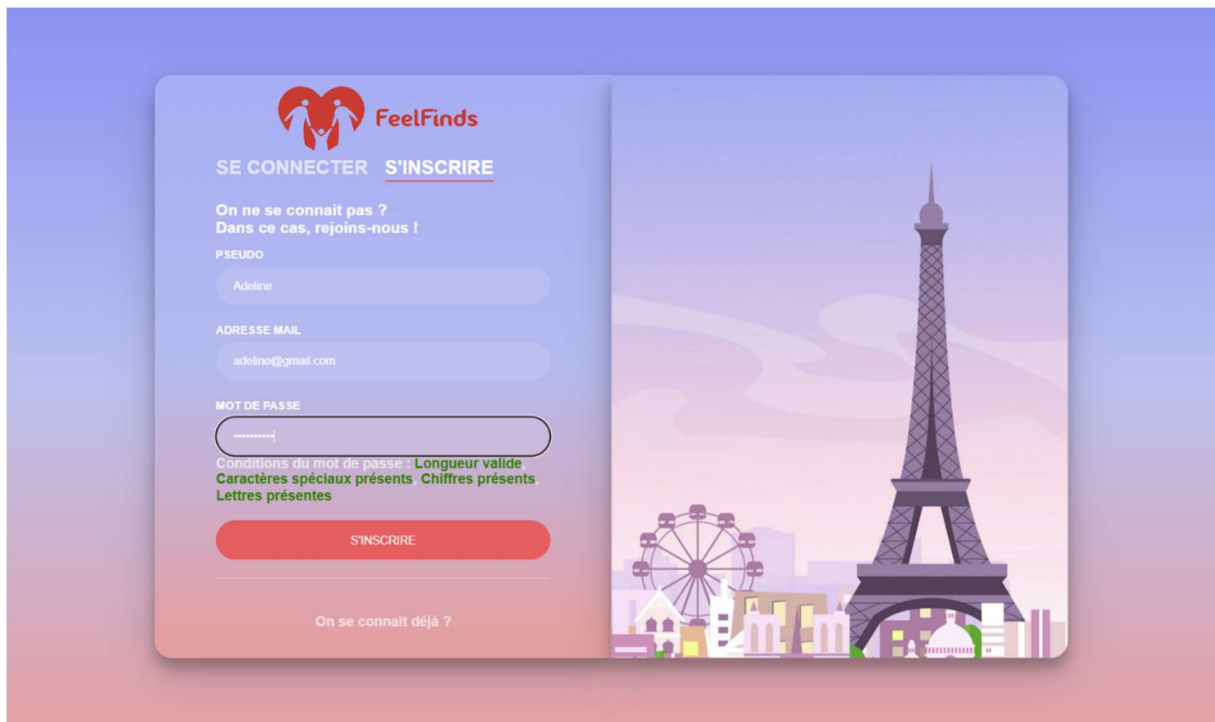 FeelFinds
SE CONNECTER S'INSCRIRE
On ne se connait pas ?
Dans ce cas, rejoins-nous !
PSEUDO
Adeline
ADRESSE MAIL
adeline@gmail.com
MOT DE PASSE
••••••••••
Conditions du mot de passe : Longueur valide,
Caractères spéciaux présents, Chiffres présents,
Lettres présentes
S'INSCRIRE
On se connait déjà ?